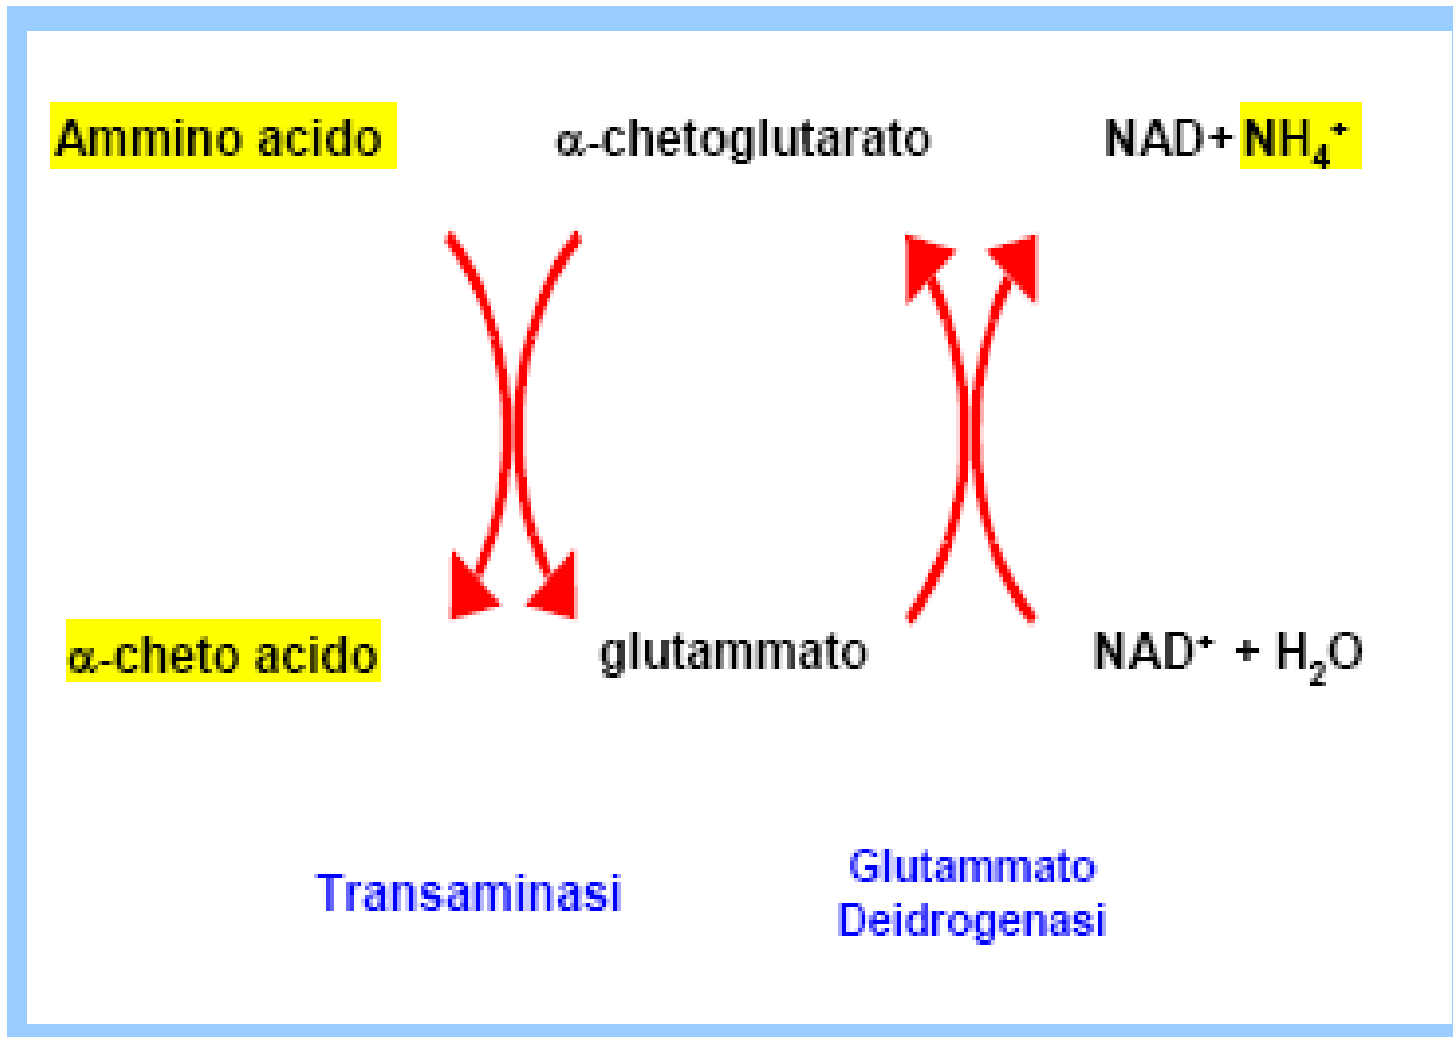 Ammino acido α-chetoglutarato NAD+ NH₄⁺
α-cheto acido glutammato NAD⁺ + H₂O
Transaminasi
Glutammato
Deidrogenasi